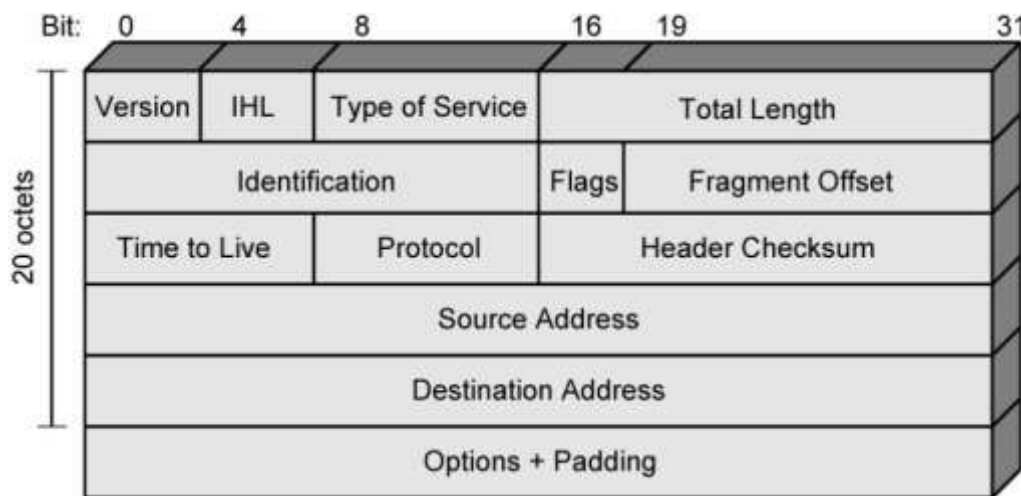 Bit: 0 4 8 16 19 31
Version IHL Type of Service Total Length
Identification Flags Fragment Offset
Time to Live Protocol Header Checksum
Source Address
Destination Address
Options + Padding
20 octets